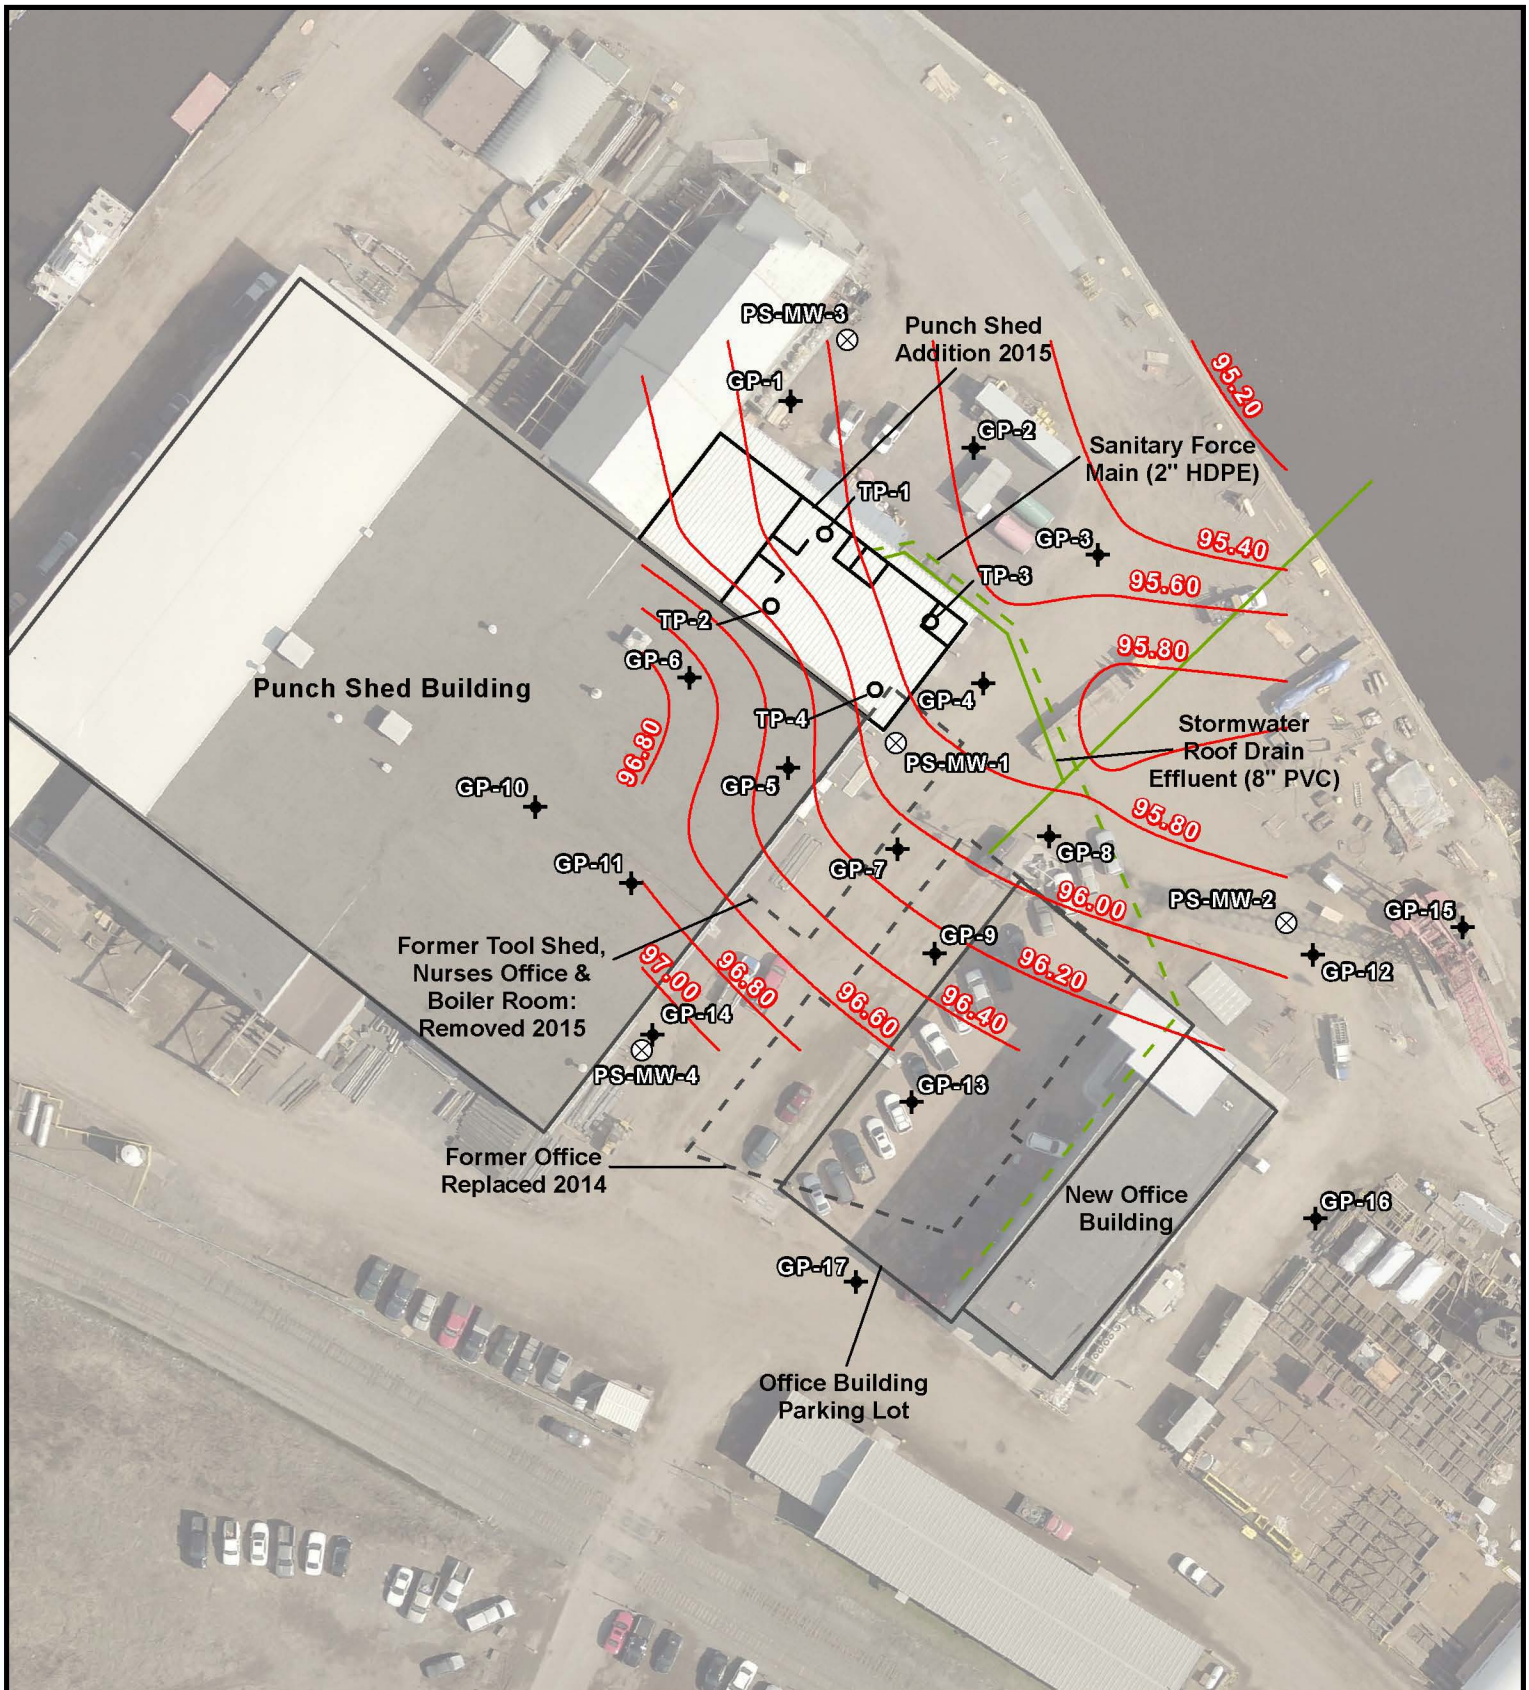 PS-MW-3
Punch Shed
Addition 2015
95.20
GP-1
GP-2
Sanitary Force
Main (2" HDPE)
TP-1
GP-3
95.40
TP-3
95.60
TP-2
95.80
GP-6
Punch Shed Building
GP-4
TP-4
Stormwater
Roof Drain
Effluent (8" PVC)
96.80
PS-MW-1
GP-10
GP-5
95.80
GP-11
GP-7
GP-8
96.00
PS-MW-2
GP-15
Former Tool Shed,
Nurses Office &
Boiler Room:
Removed 2015
GP-9
97.00
96.80
96.60
96.40
96.20
GP-12
GP-14
PS-MW-4
GP-13
Former Office
Replaced 2014
New Office
Building
GP-16
GP-17
Office Building
Parking Lot